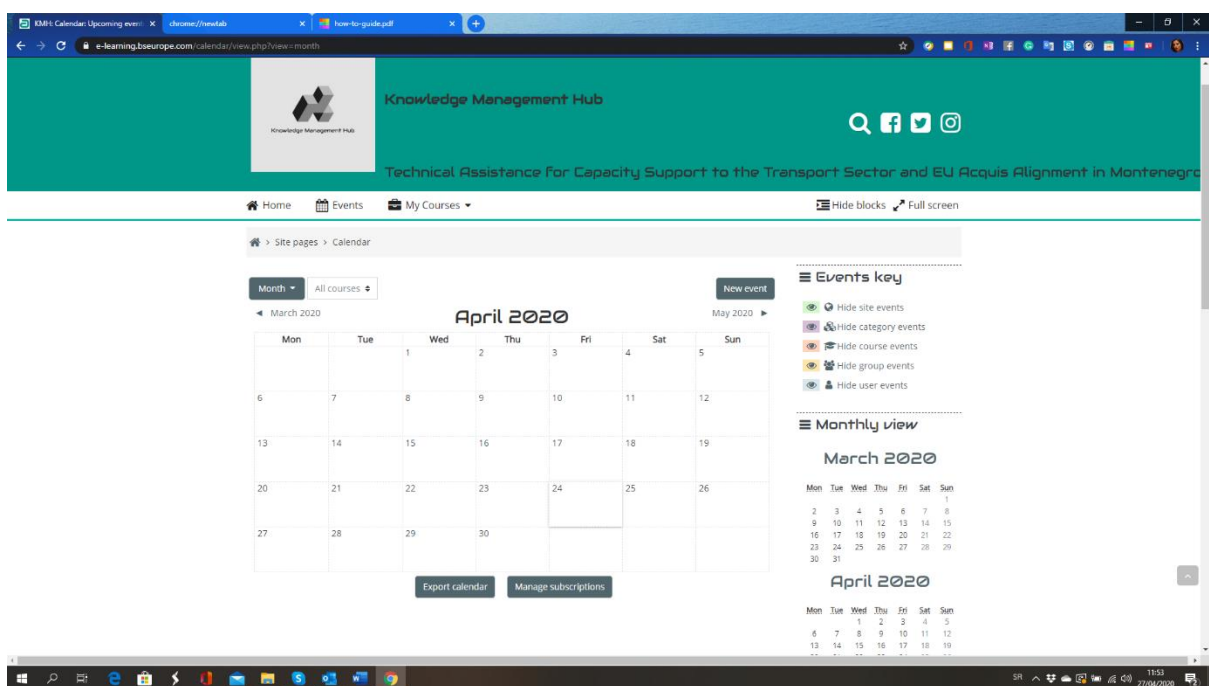 KMH: Calendar: Upcoming event
chrome://newtab
how-to-guide.pdf
e-learning.bseurope.com/calendar/view.php?view=month
Knowledge Management Hub
Knowledge Management Hub
Technical Assistance for Capacity Support to the Transport Sector and EU Acquis Alignment in Montenegro
Home Events My Courses
Hide blocks Full screen
Site pages > Calendar
Month All courses New event
March 2020 April 2020 May 2020
Mon Tue Wed Thu Fri Sat Sun
1 2 3 4 5
6 7 8 9 10 11 12
13 14 15 16 17 18 19
20 21 22 23 24 25 26
27 28 29 30
Export calendar Manage subscriptions
Events key
Hide site events
Hide category events
Hide course events
Hide group events
Hide user events
Monthly view
March 2020
Mon Tue Wed Thu Fri Sat Sun
1
2 3 4 5 6 7 8
9 10 11 12 13 14 15
16 17 18 19 20 21 22
23 24 25 26 27 28 29
30 31
April 2020
Mon Tue Wed Thu Fri Sat Sun
1 2 3 4 5
6 7 8 9 10 11 12
13 14 15 16 17 18 19
SR 11:53
27/04/2020